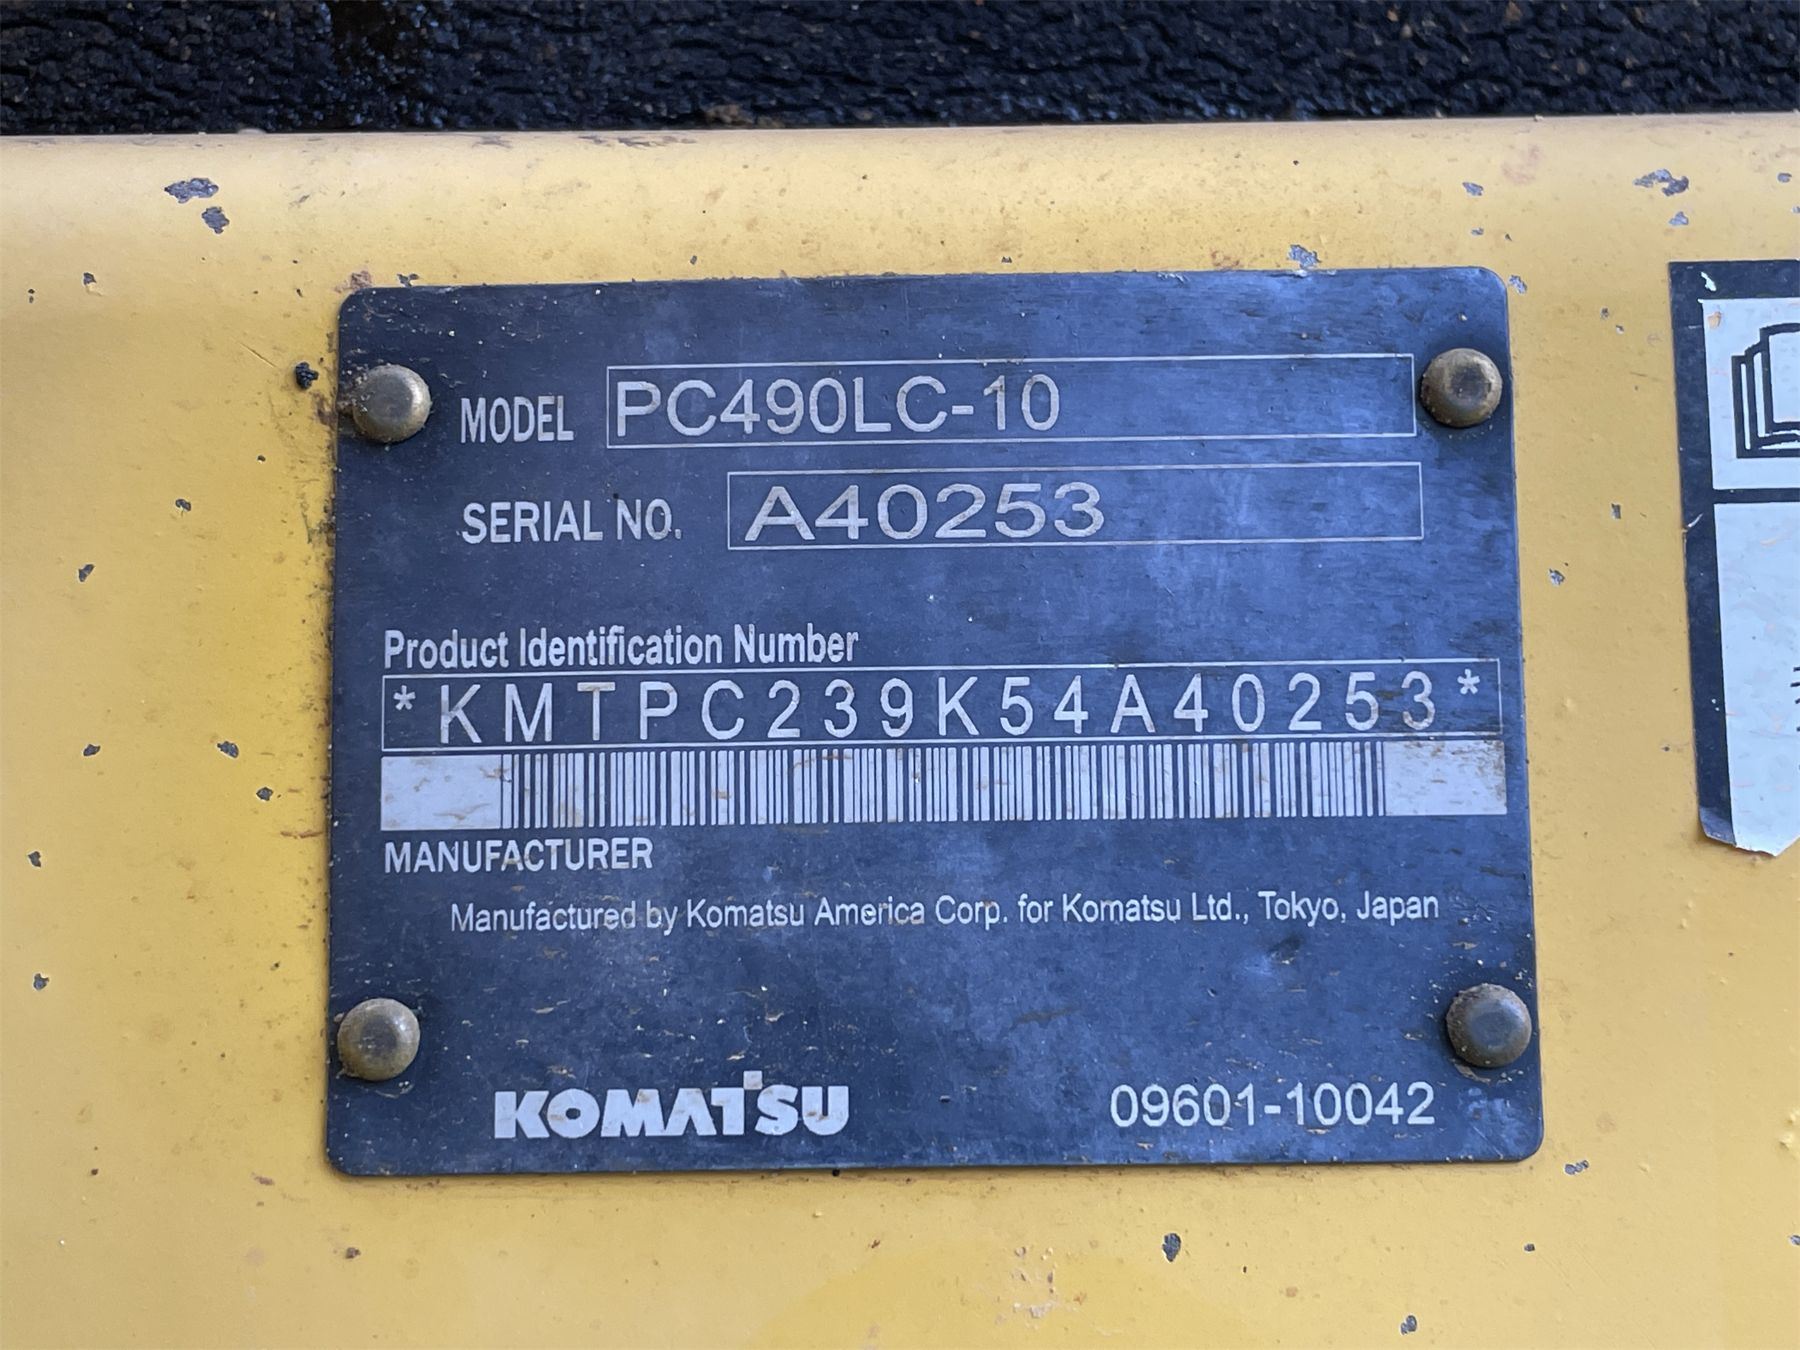 MODEL PC490LC-10
SERIAL NO. A40253
Product Identification Number
*KMTPC239K54A40253*
MANUFACTURER
Manufactured by Komatsu America Corp. for Komatsu Ltd., Tokyo, Japan
KOMATSU 09601-10042